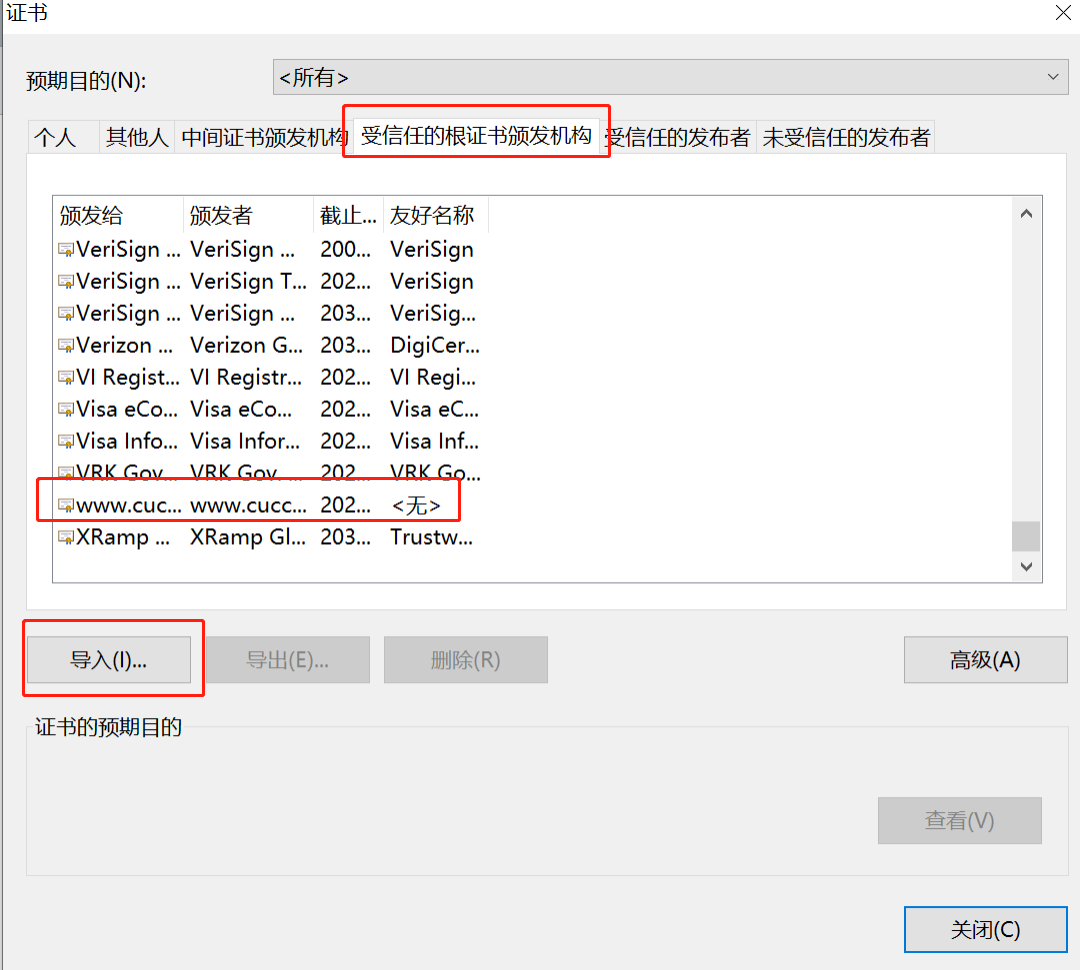 证书
预期目的(N): <所有>
个人 其他人 中间证书颁发机构 受信任的根证书颁发机构 受信任的发布者 未受信任的发布者
颁发给 颁发者 截止... 友好名称
VeriSign ... VeriSign ... 200... VeriSign
VeriSign ... VeriSign T... 202... VeriSign
VeriSign ... VeriSign ... 203... VeriSig...
Verizon ... Verizon G... 203... DigiCer...
VI Regist... VI Registr... 202... VI Regi...
Visa eCo... Visa eCo... 202... Visa eC...
Visa Info... Visa Infor... 202... Visa Inf...
VRK Gov... VRK Gov... 202... VRK Go...
www.cuc... www.cucc... 202... <无>
XRamp ... XRamp Gl... 203... Trustw...
导入(I)... 导出(E)... 删除(R) 高级(A)
证书的预期目的
查看(V)
关闭(C)